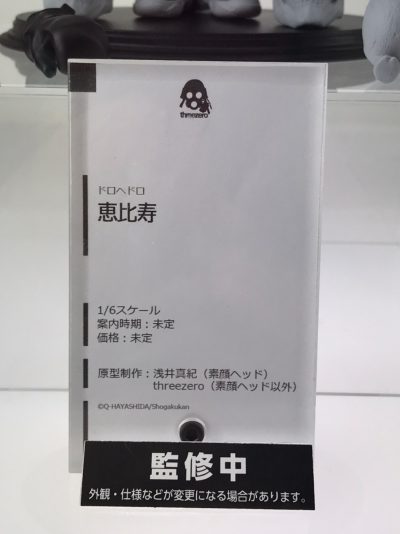 threezero
ドロヘドロ
恵比寿
1/6スケール
案内時期：未定
価格：未定
原型制作：浅井真紀（素顔ヘッド）
threezero（素顔ヘッド以外）
©Q-HAYASHIDA/Shogakukan
監修中
外観・仕様などが変更になる場合があります。